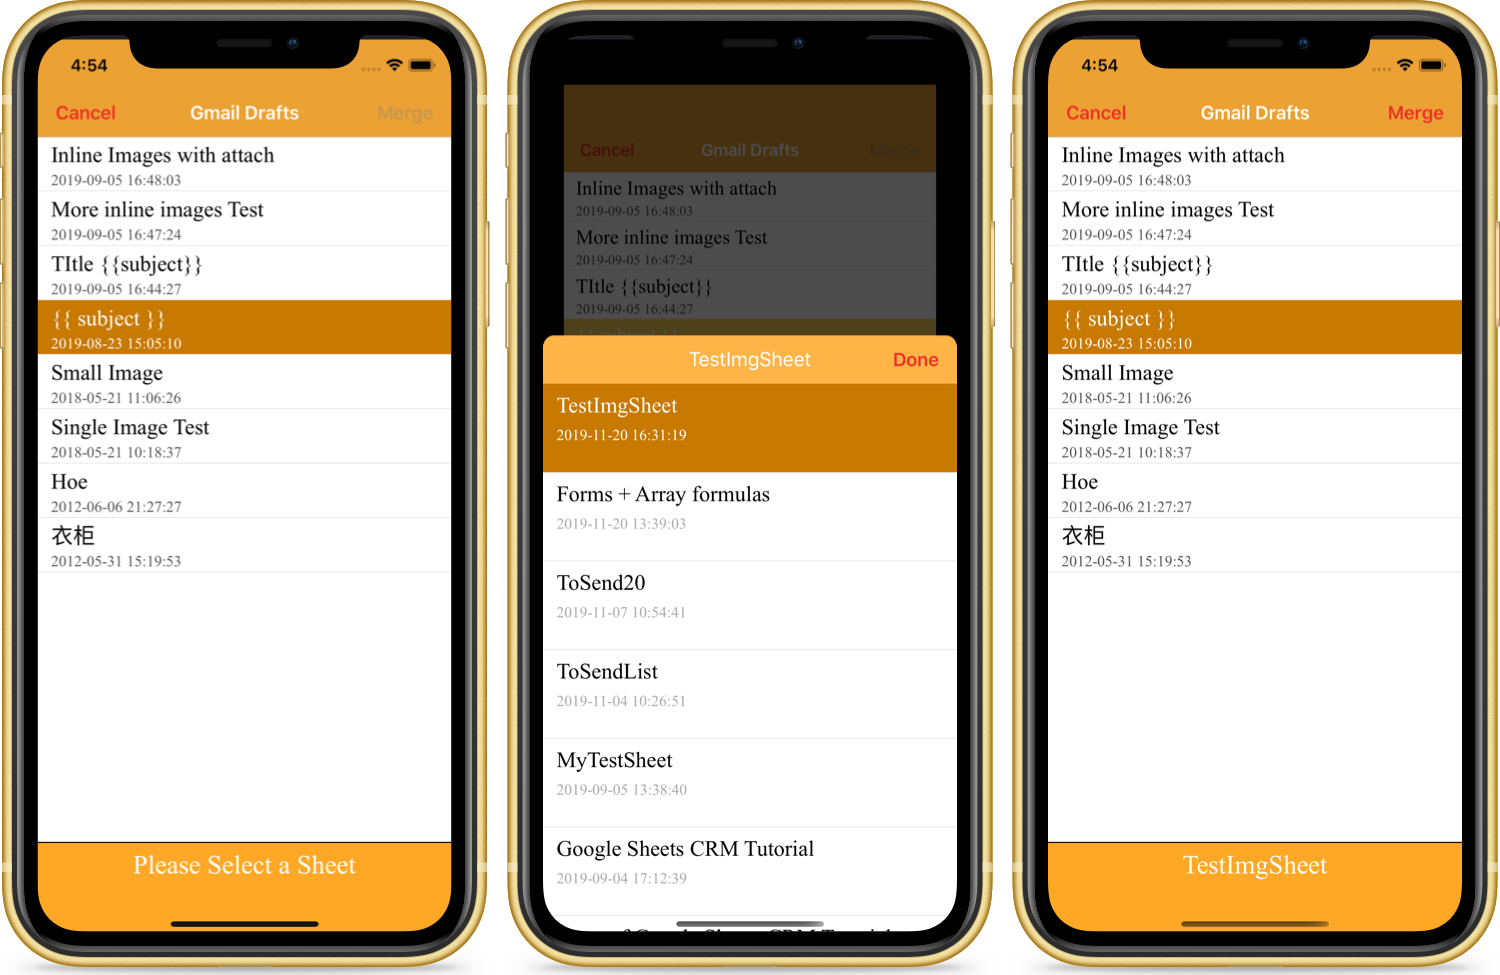 4:54
Cancel Gmail Drafts Merge
Inline Images with attach
2019-09-05 16:48:03
More inline images Test
2019-09-05 16:47:24
TItle {{subject}}
2019-09-05 16:44:27
{{ subject }}
2019-08-23 15:05:10
Small Image
2018-05-21 11:06:26
Single Image Test
2018-05-21 10:18:37
Hoe
2012-06-06 21:27:27
衣柜
2012-05-31 15:19:53
Please Select a Sheet
Cancel Gmail Drafts Merge
Inline Images with attach
2019-09-05 16:48:03
More inline images Test
2019-09-05 16:47:24
TItle {{subject}}
2019-09-05 16:44:27
{{ subject }}
TestImgSheet Done
TestImgSheet
2019-11-20 16:31:19
Forms + Array formulas
2019-11-20 13:39:03
ToSend20
2019-11-07 10:54:41
ToSendList
2019-11-04 10:26:51
MyTestSheet
2019-09-05 13:38:40
Google Sheets CRM Tutorial
2019-09-04 17:12:39
of Google Sheets CRM Tutorial
4:54
Cancel Gmail Drafts Merge
Inline Images with attach
2019-09-05 16:48:03
More inline images Test
2019-09-05 16:47:24
TItle {{subject}}
2019-09-05 16:44:27
{{ subject }}
2019-08-23 15:05:10
Small Image
2018-05-21 11:06:26
Single Image Test
2018-05-21 10:18:37
Hoe
2012-06-06 21:27:27
衣柜
2012-05-31 15:19:53
TestImgSheet